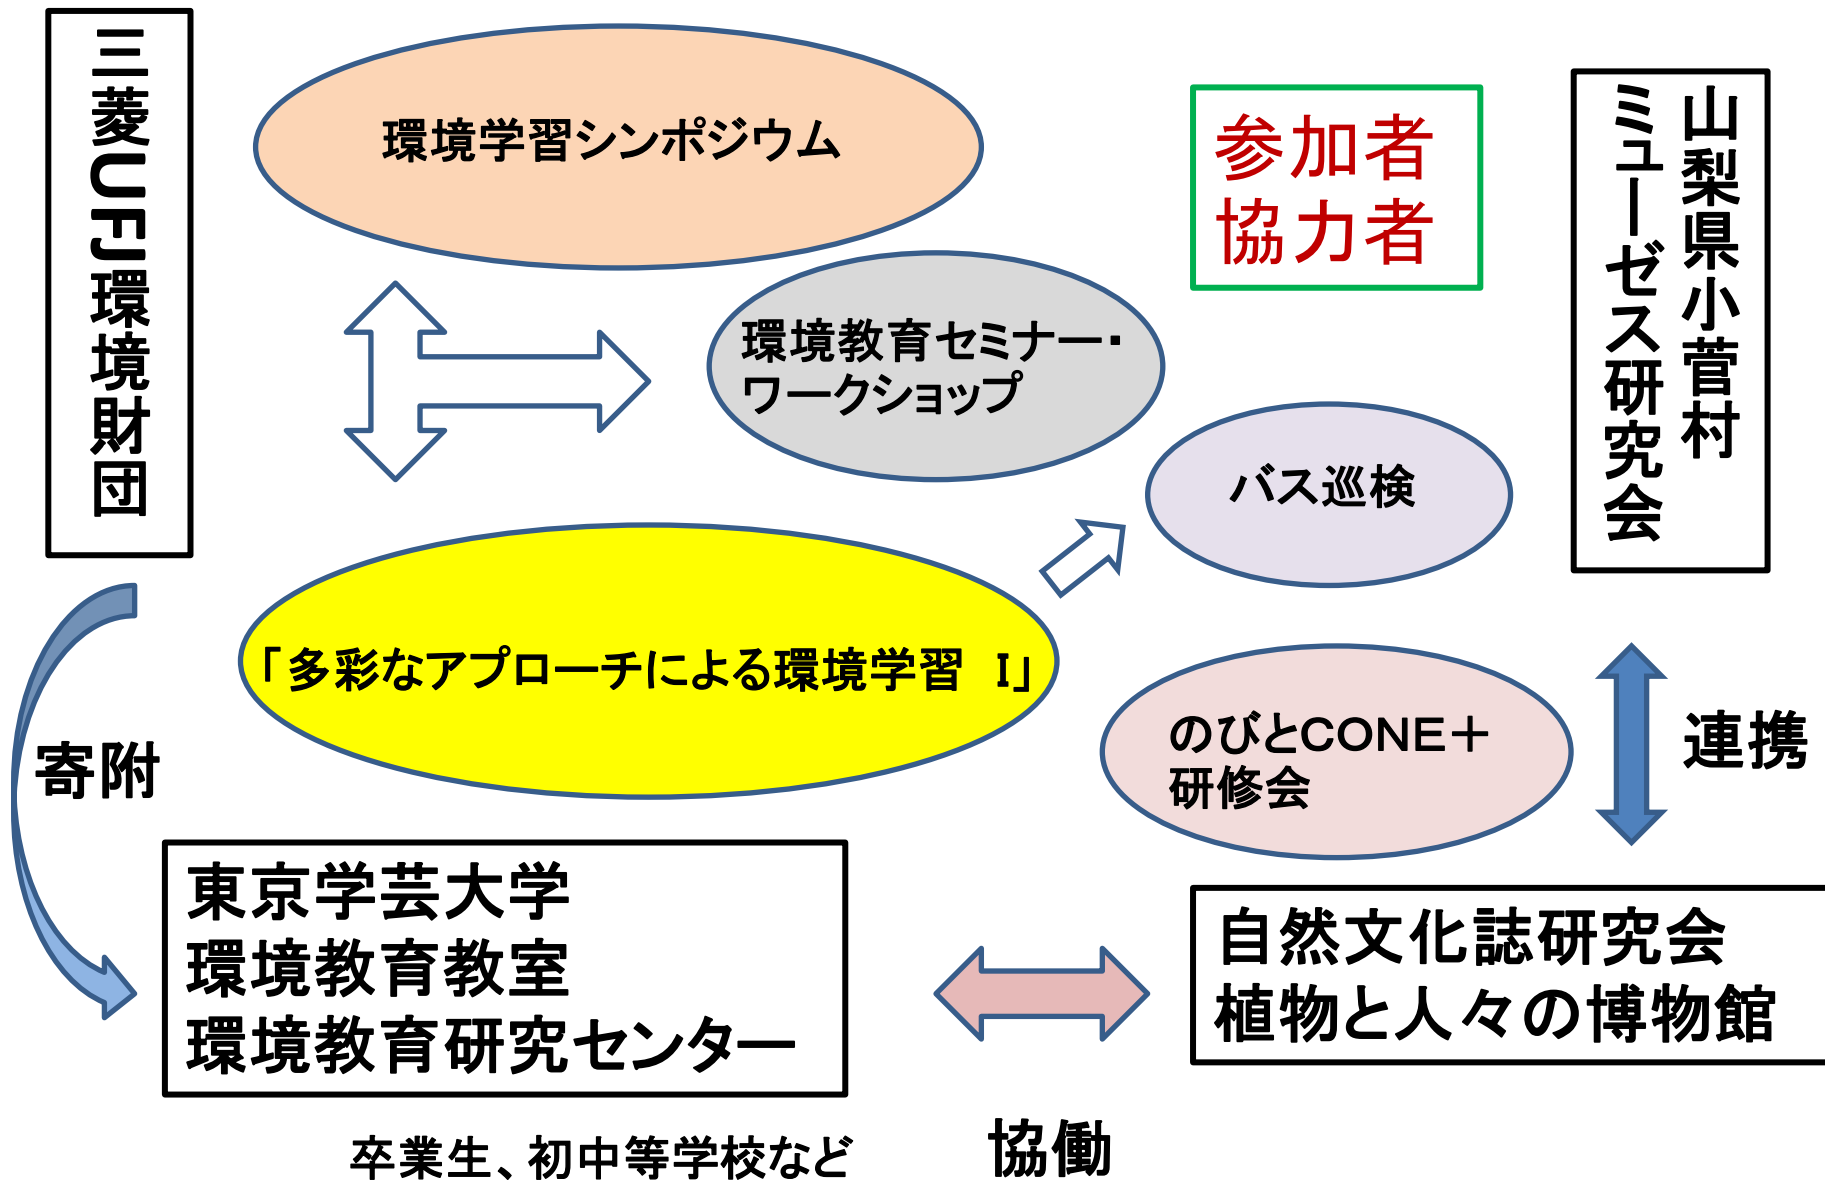 三菱UFJ環境財団
環境学習シンポジウム
参加者
協力者
山梨県小菅村
ミューゼス研究会
環境教育セミナー・
ワークショップ
バス巡検
「多彩なアプローチによる環境学習　I」
のびとCONE＋
研修会
連携
寄附
東京学芸大学
環境教育教室
環境教育研究センター
自然文化誌研究会
植物と人々の博物館
卒業生、初中等学校など
協働